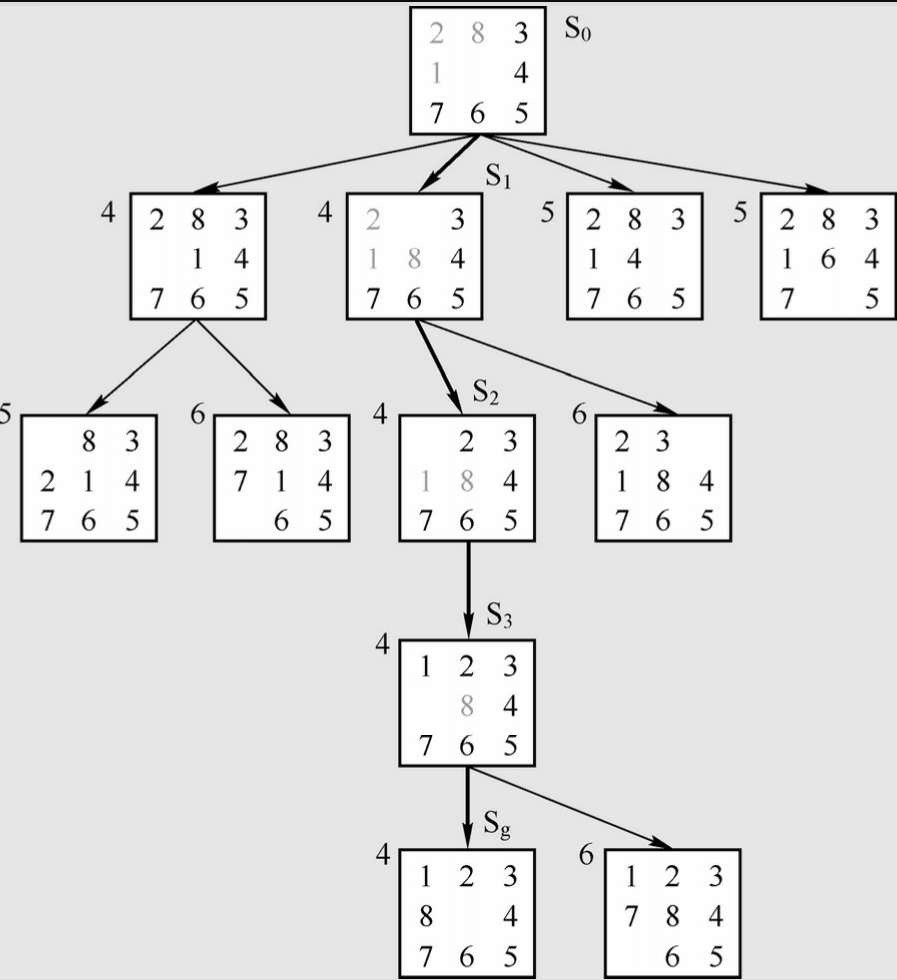 2 8 3 S₀
1 4
7 6 5
S₁
4 2 8 3 4 2 3 5 2 8 3 5 2 8 3
1 4 1 8 4 1 4 1 6 4
7 6 5 7 6 5 7 6 5 7 5
S₂
5 8 3 6 2 8 3 4 2 3 6 2 3
2 1 4 7 1 4 1 8 4 1 8 4
7 6 5 6 5 7 6 5 7 6 5
S₃
4 1 2 3
8 4
7 6 5
S𝗀
4 1 2 3 6 1 2 3
8 4 7 8 4
7 6 5 6 5